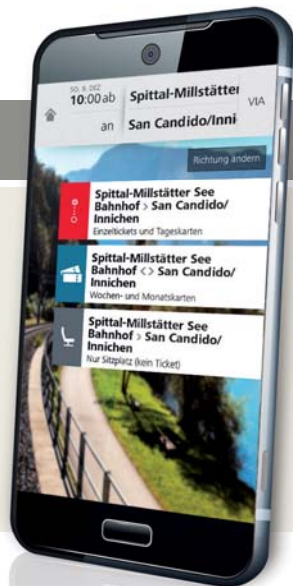 SO, 9. DEZ
10:00 ab Spittal-Millstätter VIA
an San Candido/Inni
Richtung ändern
Spittal-Millstätter See
Bahnhof > San Candido/
Innichen
Einzeltickets und Tageskarten
Spittal-Millstätter See
Bahnhof <> San Candido/
Innichen
Wochen- und Monatskarten
Spittal-Millstätter See
Bahnhof > San Candido/
Innichen
Nur Sitzplatz (kein Ticket)